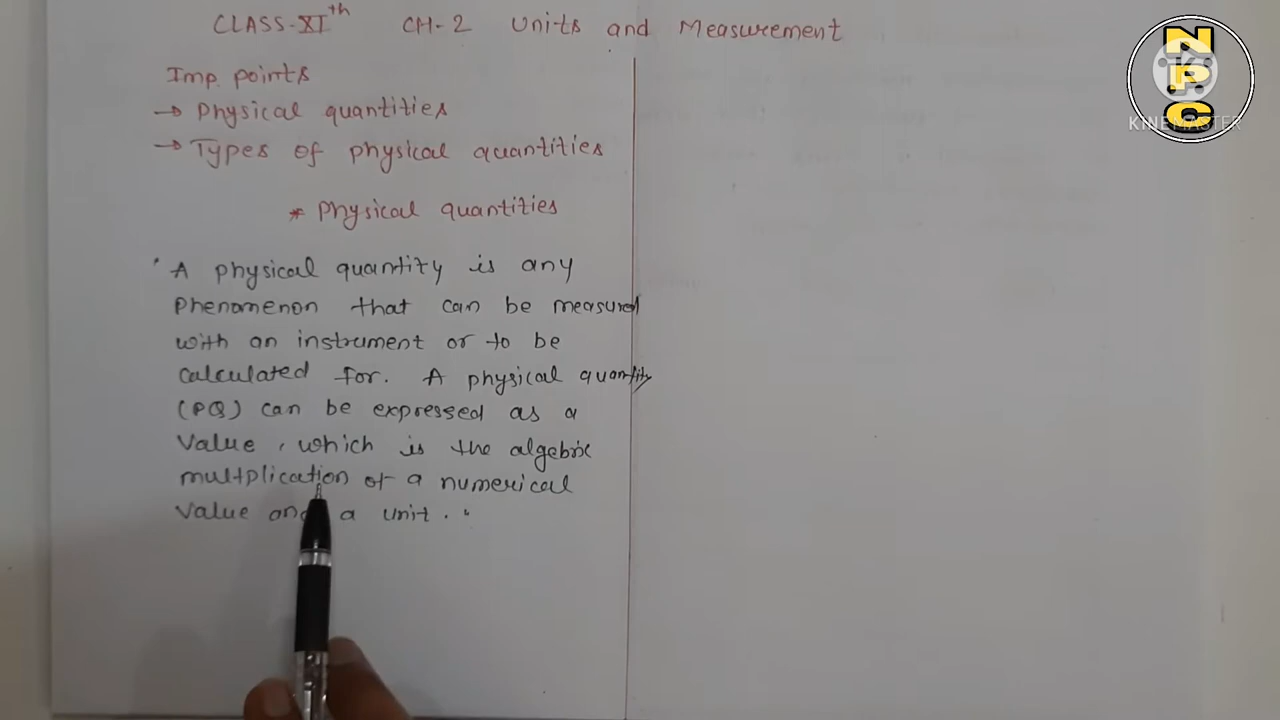 CLASS-XIth CH-2 Units and Measurement
Imp. points
→ Physical quantities
→ Types of physical quantities
* Physical quantities
" A physical quantity is any
Phenomenon that can be measured
with an instrument or to be
calculated for. A physical quantity
(PQ) can be expressed as a
Value, which is the algebric
multplication of a numerical
Value and a unit. "
NPC
KINEMASTER